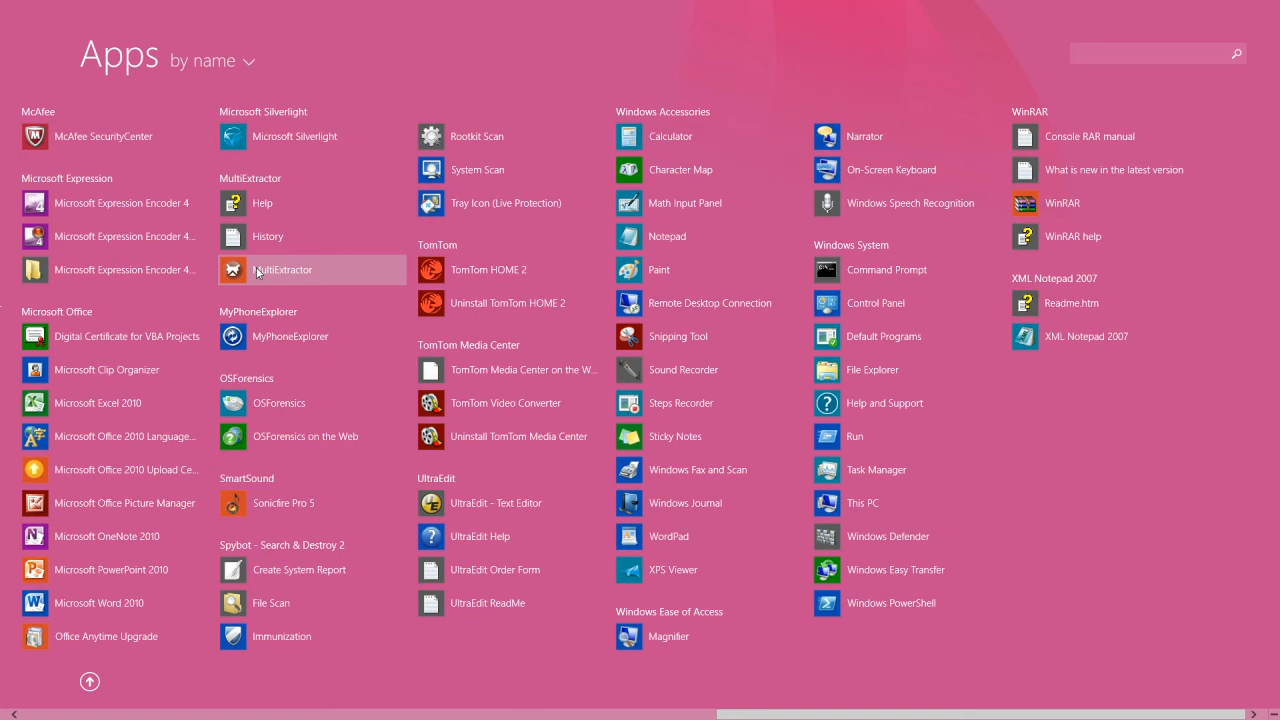 Apps by name
McAfee
McAfee SecurityCenter
Microsoft Expression
Microsoft Expression Encoder 4
Microsoft Expression Encoder 4...
Microsoft Expression Encoder 4...
Microsoft Office
Digital Certificate for VBA Projects
Microsoft Clip Organizer
Microsoft Excel 2010
Microsoft Office 2010 Language...
Microsoft Office 2010 Upload Ce...
Microsoft Office Picture Manager
Microsoft OneNote 2010
Microsoft PowerPoint 2010
Microsoft Word 2010
Office Anytime Upgrade
Microsoft Silverlight
Microsoft Silverlight
MultiExtractor
Help
History
MultiExtractor
MyPhoneExplorer
MyPhoneExplorer
OSForensics
OSForensics
OSForensics on the Web
SmartSound
Sonicfire Pro 5
Spybot - Search & Destroy 2
Create System Report
File Scan
Immunization
Rootkit Scan
System Scan
Tray Icon (Live Protection)
TomTom
TomTom HOME 2
Uninstall TomTom HOME 2
TomTom Media Center
TomTom Media Center on the W...
TomTom Video Converter
Uninstall TomTom Media Center
UltraEdit
UltraEdit - Text Editor
UltraEdit Help
UltraEdit Order Form
UltraEdit ReadMe
Windows Accessories
Calculator
Character Map
Math Input Panel
Notepad
Paint
Remote Desktop Connection
Snipping Tool
Sound Recorder
Steps Recorder
Sticky Notes
Windows Fax and Scan
Windows Journal
WordPad
XPS Viewer
Windows Ease of Access
Magnifier
Narrator
On-Screen Keyboard
Windows Speech Recognition
Windows System
Command Prompt
Control Panel
Default Programs
File Explorer
Help and Support
Run
Task Manager
This PC
Windows Defender
Windows Easy Transfer
Windows PowerShell
WinRAR
Console RAR manual
What is new in the latest version
WinRAR
WinRAR help
XML Notepad 2007
Readme.htm
XML Notepad 2007